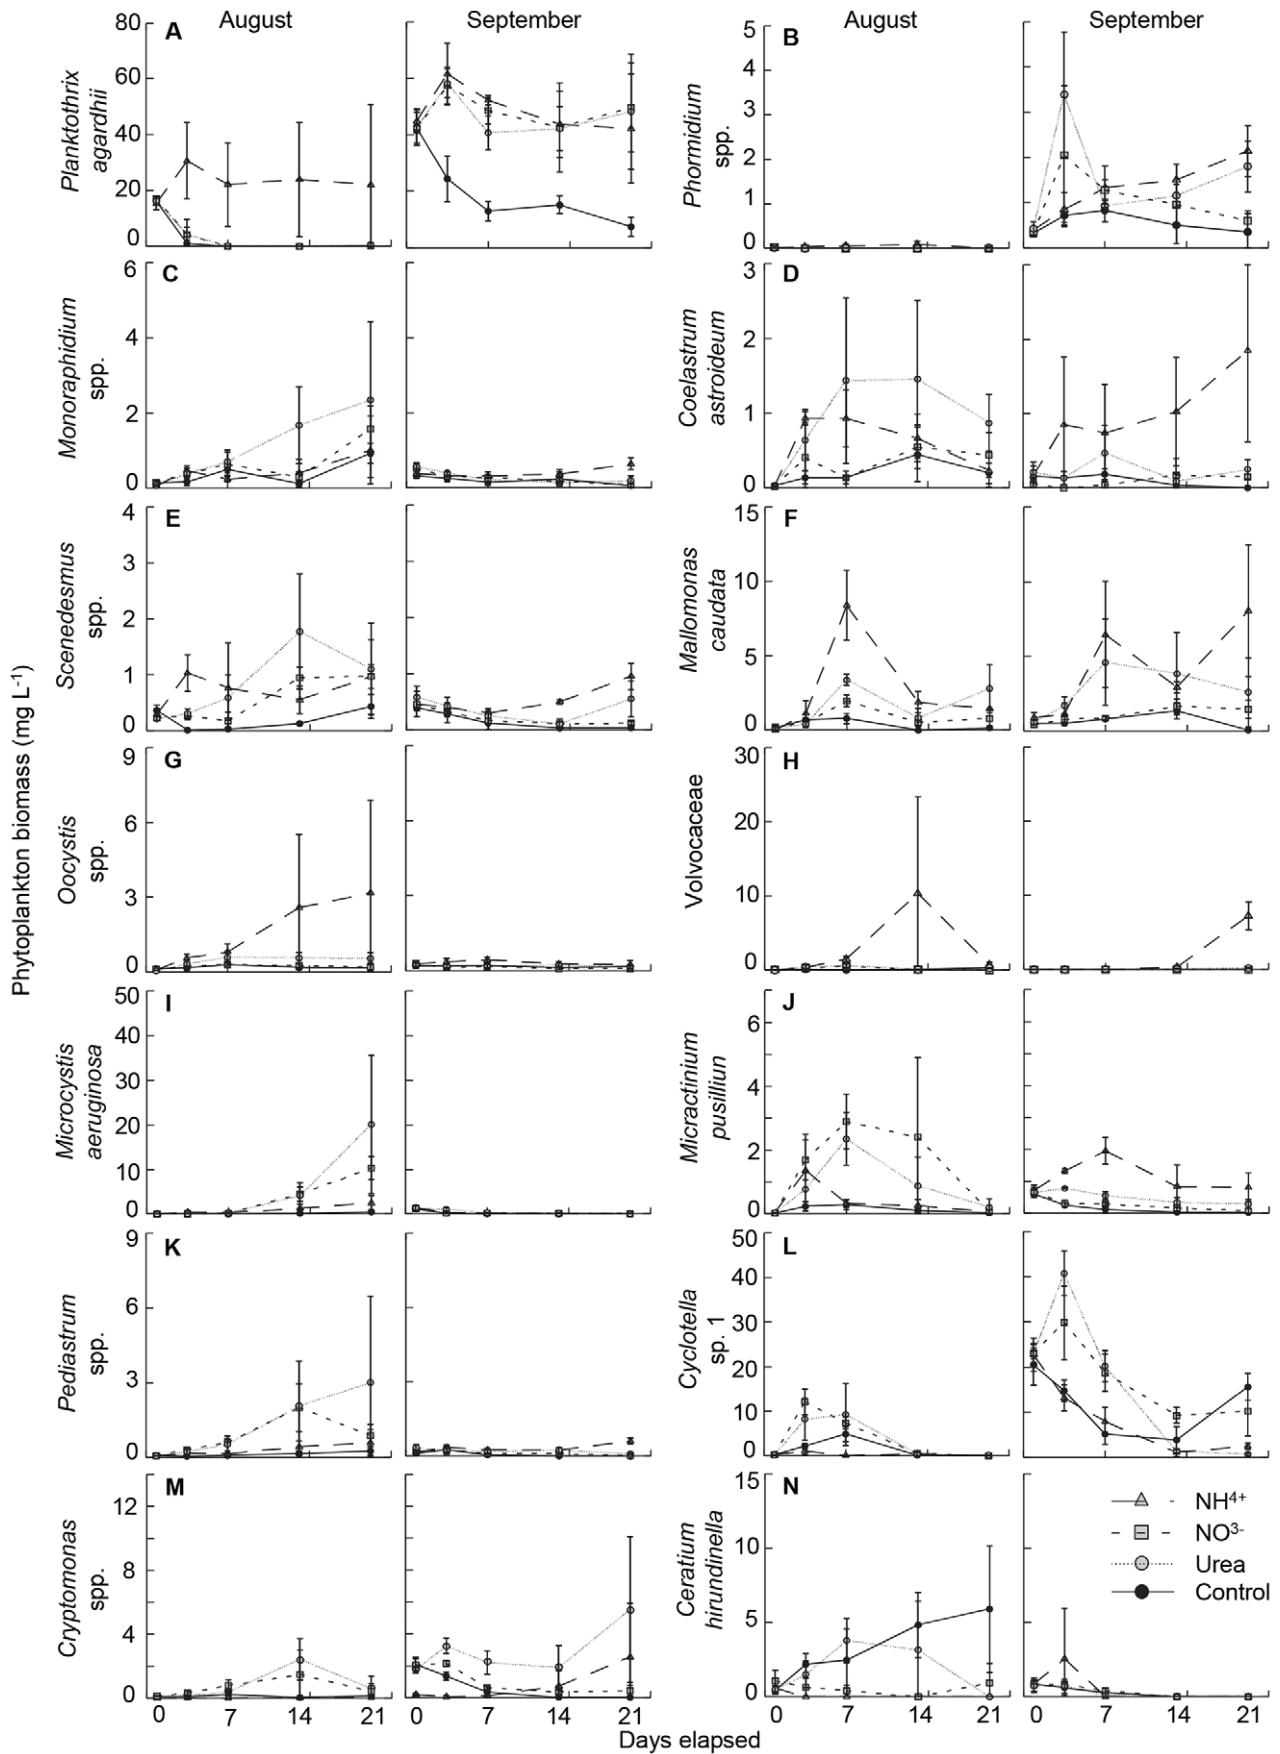 August
September
August
September
Phytoplankton biomass (mg L⁻¹)
A
Planktothrix
agardhii
80
60
40
20
0
B
Phormidium
spp.
5
4
3
2
1
0
C
Monoraphidium
spp.
6
4
2
0
D
Coelastrum
astroideum
3
2
1
0
E
Scenedesmus
spp.
3
2
1
0
F
Mallomonas
caudata
15
10
5
0
G
Oocystis
spp.
9
6
3
0
H
Volvocaceae
30
20
10
0
I
Microcystis
aeruginosa
50
40
30
20
10
0
J
Micractinium
pusilliun
6
4
2
0
K
Pediastrum
spp.
9
6
3
0
L
Cyclotella
sp. 1
50
40
30
20
10
0
M
Cryptomonas
spp.
12
8
4
0
N
Ceratium
hirundinella
15
10
5
0
NH⁴⁺
NO³⁻
Urea
Control
0 7 14 21
0 7 14 21
0 7 14 21
0 7 14 21
Days elapsed